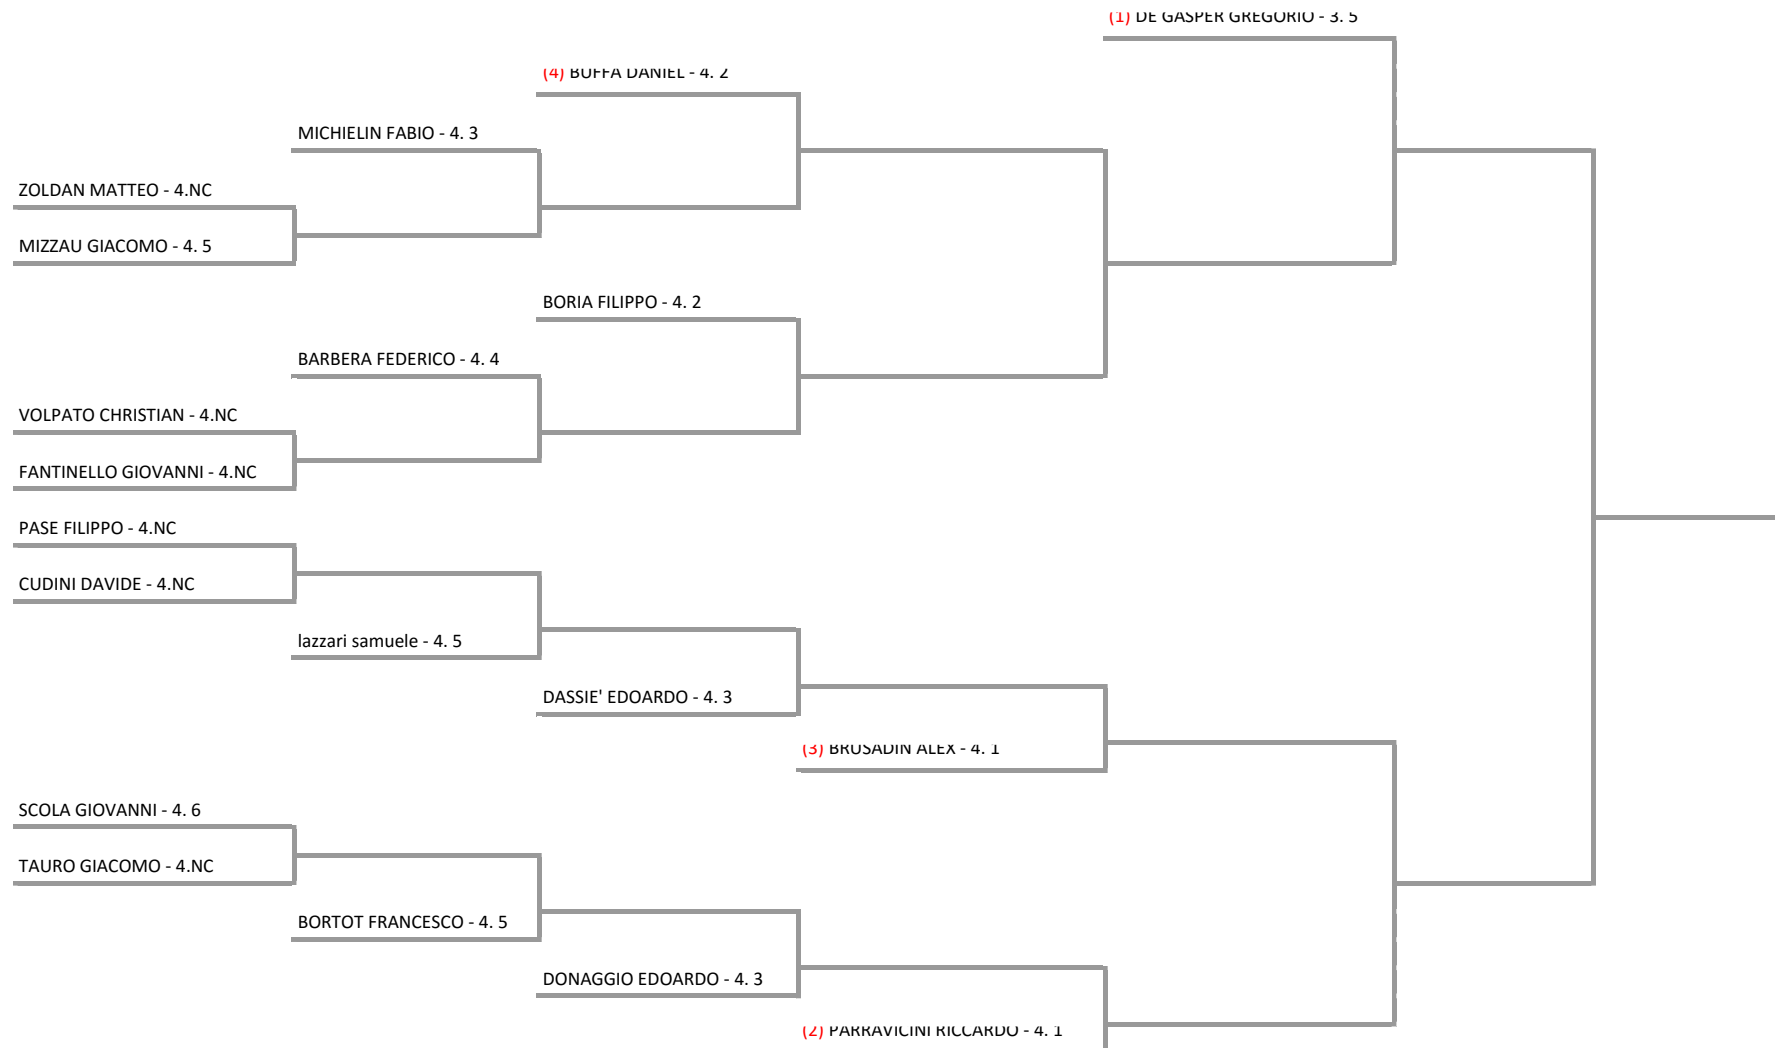 (1) DE GASPER GREGORIO - 3. 5
(4) BUFFA DANIEL - 4. 2
MICHIELIN FABIO - 4. 3
ZOLDAN MATTEO - 4.NC
MIZZAU GIACOMO - 4. 5
BORIA FILIPPO - 4. 2
BARBERA FEDERICO - 4. 4
VOLPATO CHRISTIAN - 4.NC
FANTINELLO GIOVANNI - 4.NC
PASE FILIPPO - 4.NC
CUDINI DAVIDE - 4.NC
lazzari samuele - 4. 5
DASSIE' EDOARDO - 4. 3
(3) BRUSADIN ALEX - 4. 1
SCOLA GIOVANNI - 4. 6
TAURO GIACOMO - 4.NC
BORTOT FRANCESCO - 4. 5
DONAGGIO EDOARDO - 4. 3
(2) PARRAVICINI RICCARDO - 4. 1